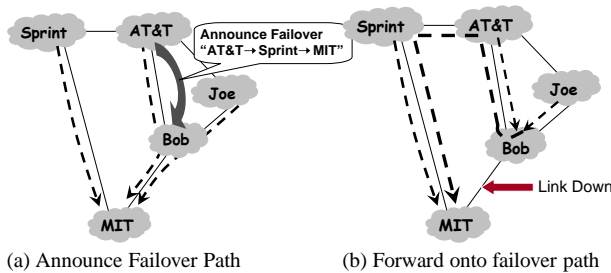 Sprint
AT&T
Announce Failover
“AT&T→Sprint→MIT”
Joe
Bob
MIT
(a) Announce Failover Path
Sprint
AT&T
Joe
Bob
Link Down
MIT
(b) Forward onto failover path